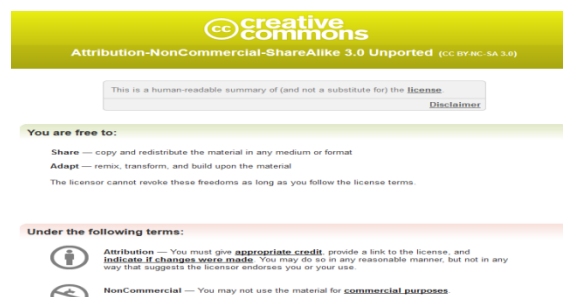 cc creative
commons
Attribution-NonCommercial-ShareAlike 3.0 Unported (CC BY-NC-SA 3.0)
This is a human-readable summary of (and not a substitute for) the license.
Disclaimer
You are free to:
Share — copy and redistribute the material in any medium or format
Adapt — remix, transform, and build upon the material
The licensor cannot revoke these freedoms as long as you follow the license terms.
Under the following terms:
Attribution — You must give appropriate credit, provide a link to the license, and
indicate if changes were made. You may do so in any reasonable manner, but not in any
way that suggests the licensor endorses you or your use.
NonCommercial — You may not use the material for commercial purposes.